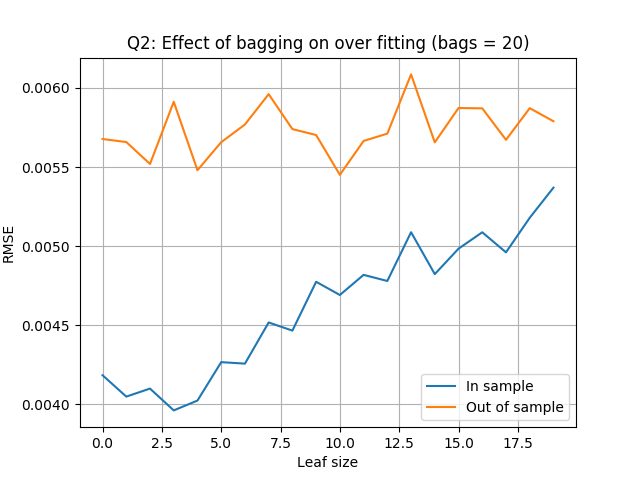 Q2: Effect of bagging on over fitting (bags = 20)
0.0060
0.0055
0.0050
0.0045
0.0040
RMSE
0.0 2.5 5.0 7.5 10.0 12.5 15.0 17.5
Leaf size
In sample
Out of sample